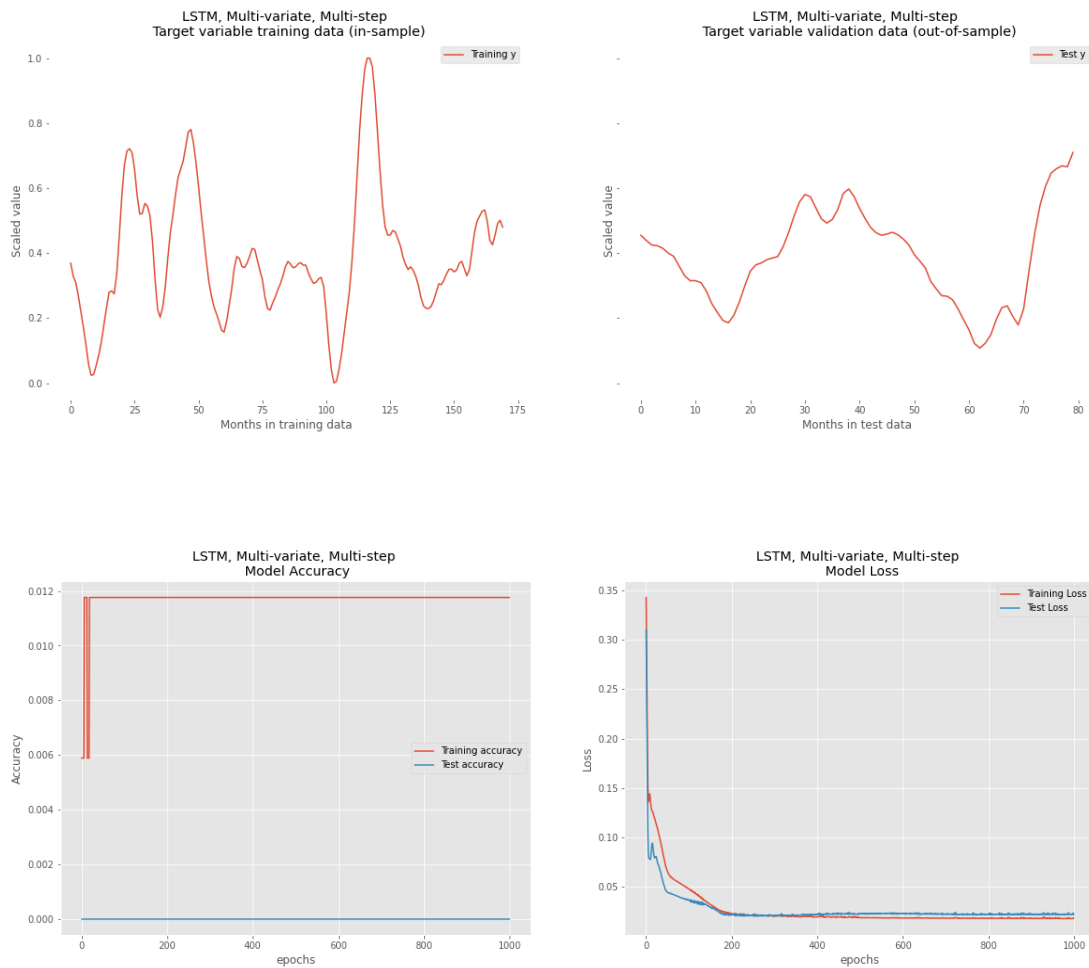 LSTM, Multi-variate, Multi-step
Target variable training data (in-sample)
Training y
1.0
0.8
0.6
0.4
0.2
0.0
Scaled value
0 25 50 75 100 125 150 175
Months in training data
LSTM, Multi-variate, Multi-step
Target variable validation data (out-of-sample)
Test y
Scaled value
0 10 20 30 40 50 60 70 80
Months in test data
LSTM, Multi-variate, Multi-step
Model Accuracy
0.012
0.010
0.008
0.006
0.004
0.002
0.000
Accuracy
Training accuracy
Test accuracy
0 200 400 600 800 1000
epochs
LSTM, Multi-variate, Multi-step
Model Loss
Training Loss
Test Loss
0.35
0.30
0.25
0.20
0.15
0.10
0.05
Loss
0 200 400 600 800 1000
epochs